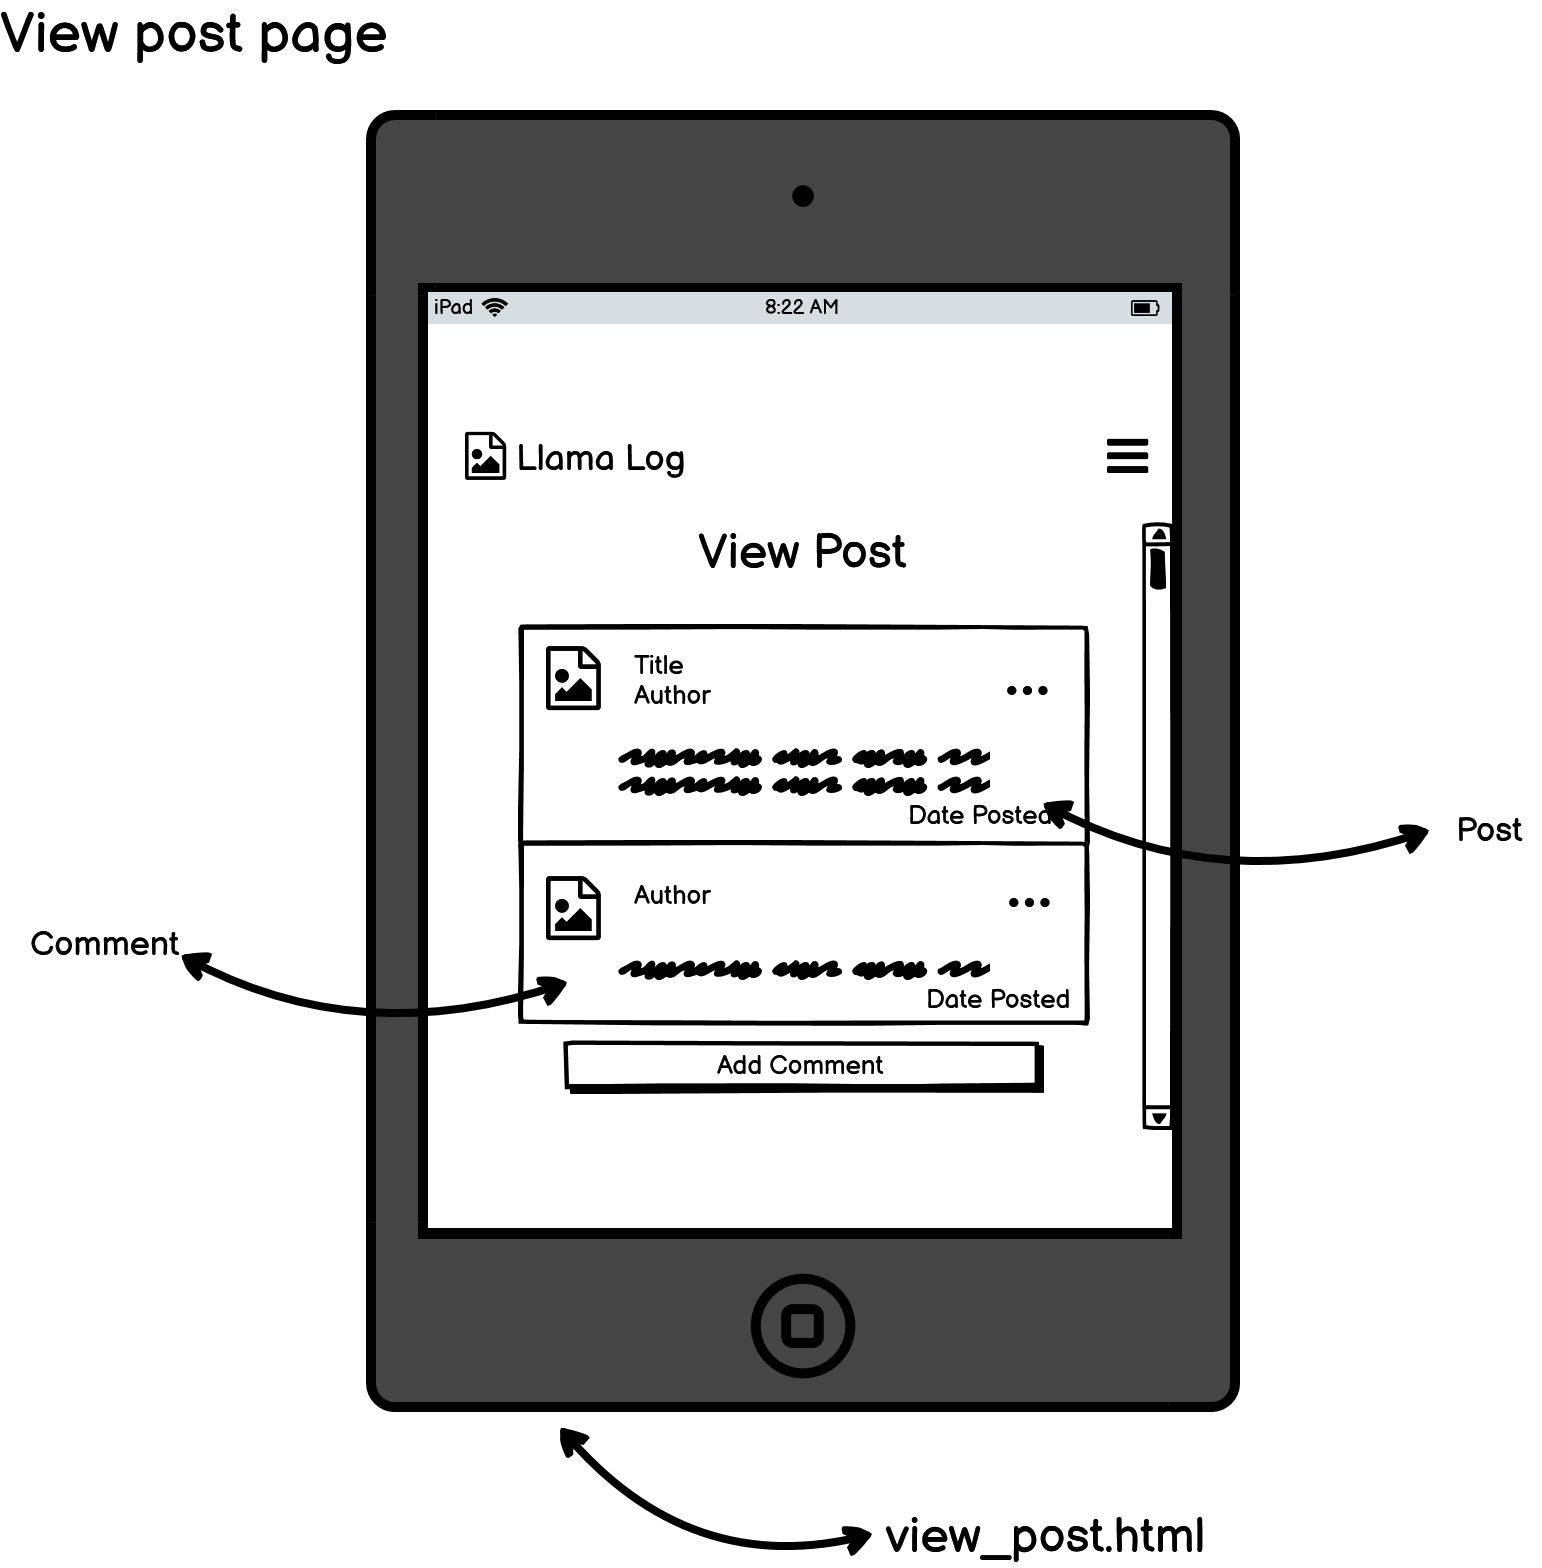 View post page
iPad
8:22 AM
Llama Log
View Post
Title
Author
Date Posted
Post
Author
Comment
Date Posted
Add Comment
view_post.html